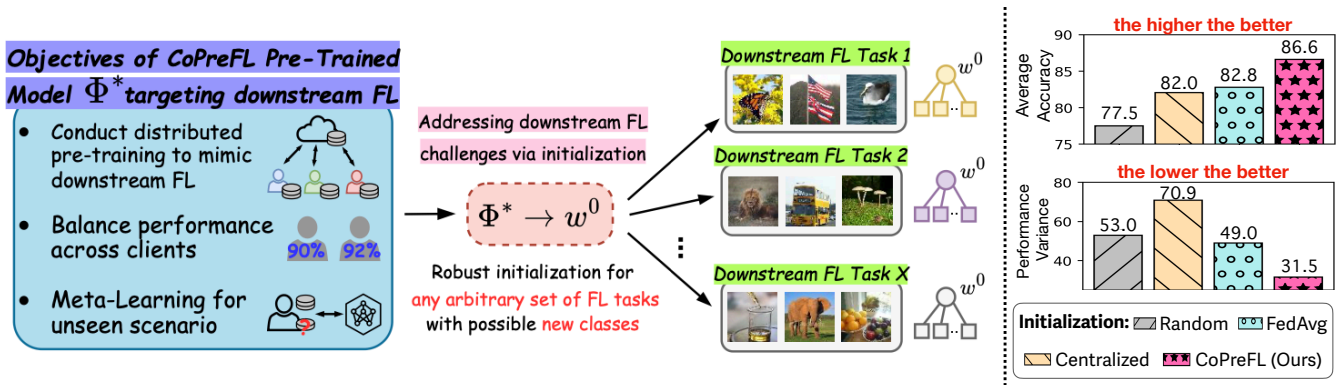 Objectives of CoPreFL Pre-Trained
Model Φ* targeting downstream FL
• Conduct distributed
pre-training to mimic
downstream FL
• Balance performance
across clients
90% 92%
• Meta-Learning for
unseen scenario
?
Addressing downstream FL
challenges via initialization
Φ* → w⁰
Robust initialization for
any arbitrary set of FL tasks
with possible new classes
Downstream FL Task 1
w⁰
Downstream FL Task 2
w⁰
Downstream FL Task X
w⁰
the higher the better
Average
Accuracy
90
85
80
75
77.5
82.0
82.8
86.6
the lower the better
Performance
Variance
80
60
40
53.0
70.9
49.0
31.5
Initialization: Random FedAvg
Centralized CoPreFL (Ours)